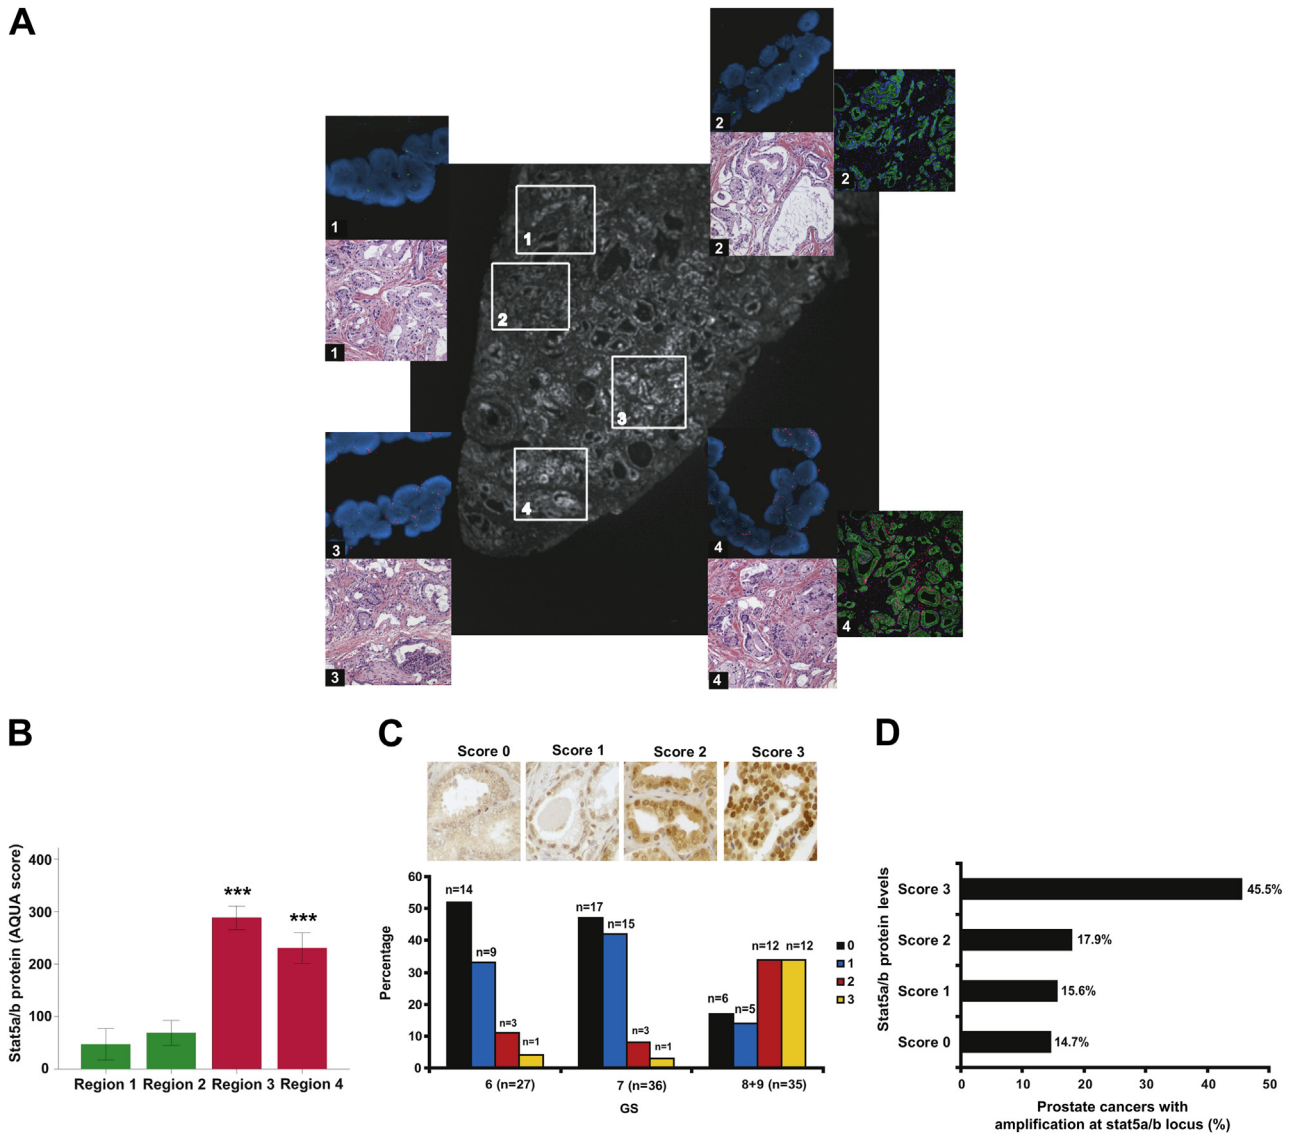 A
1
1
2
2
2
1
2
3
4
3
3
4
4
4
B
Stat5a/b protein (AQUA score)
400
300
200
100
0
***
***
Region 1 Region 2 Region 3 Region 4
C
Score 0 Score 1 Score 2 Score 3
Percentage
60
50
40
30
20
10
0
n=14
n=9
n=3
n=1
n=17
n=15
n=3
n=1
n=6
n=5
n=12 n=12
0
1
2
3
6 (n=27) 7 (n=36) 8+9 (n=35)
GS
D
Stat5a/b protein levels
Score 3 45.5%
Score 2 17.9%
Score 1 15.6%
Score 0 14.7%
0 10 20 30 40 50
Prostate cancers with
amplification at stat5a/b locus (%)